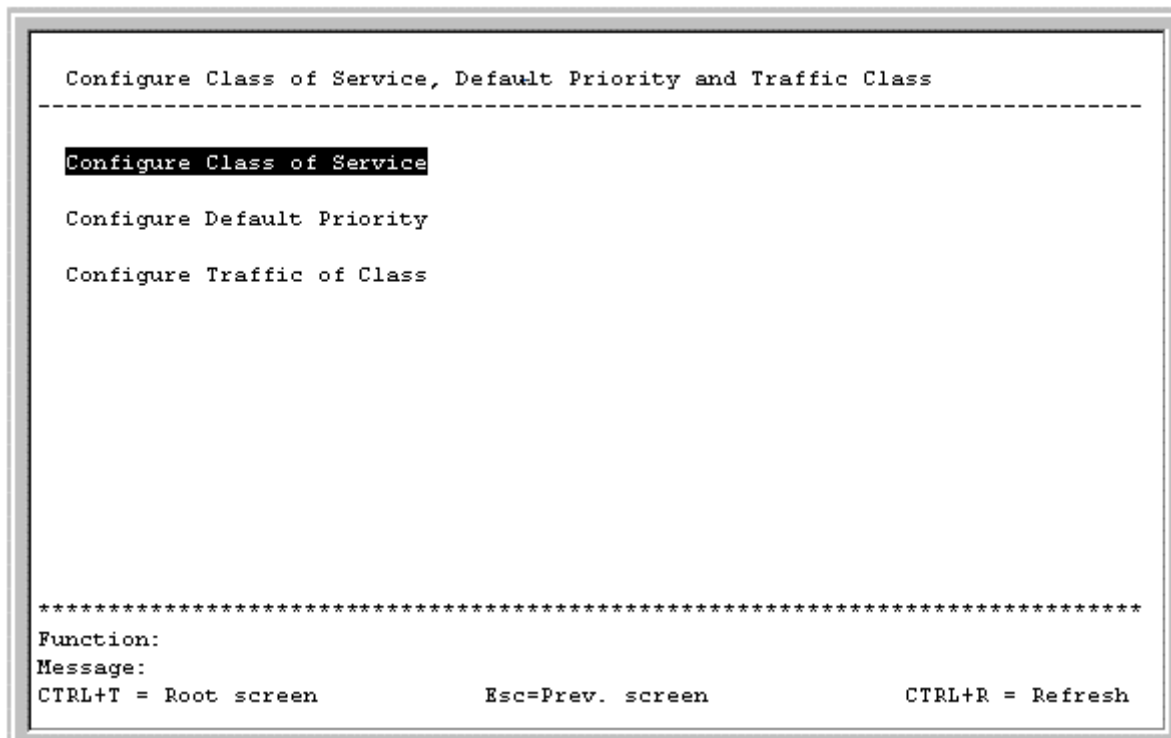 Configure Class of Service, Default Priority and Traffic Class
-------------------------------------------------------------------------------
Configure Class of Service
Configure Default Priority
Configure Traffic of Class
*******************************************************************************
Function:
Message:
CTRL+T = Root screen Esc=Prev. screen CTRL+R = Refresh